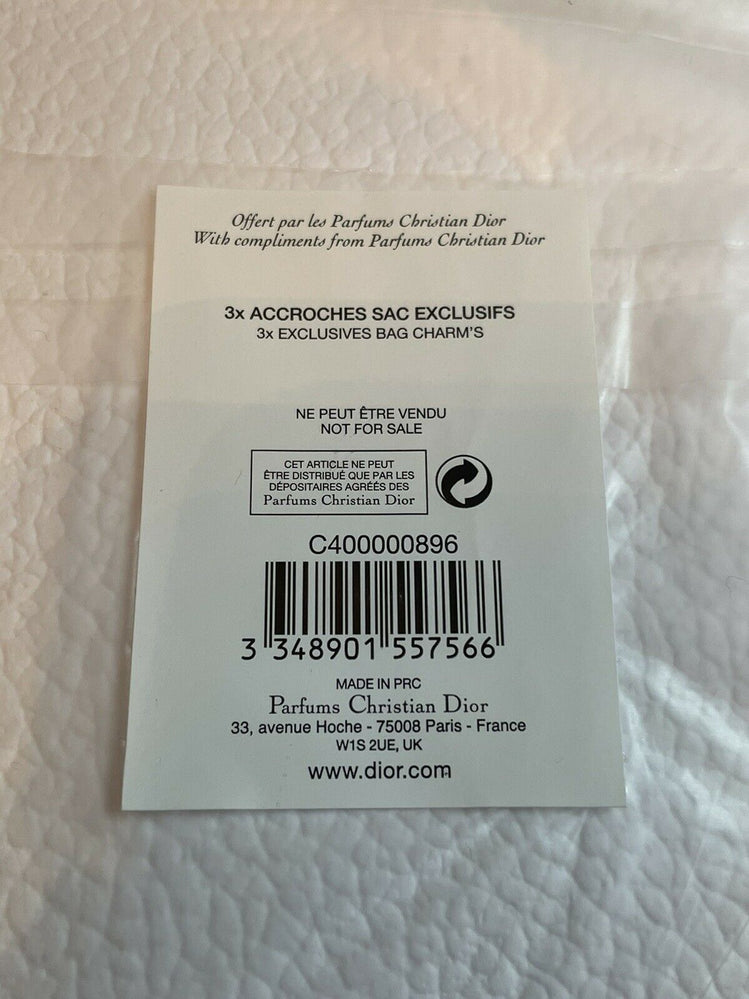 Offert par les Parfums Christian Dior
With compliments from Parfums Christian Dior
3x ACCROCHES SAC EXCLUSIFS
3x EXCLUSIVES BAG CHARM'S
NE PEUT ÊTRE VENDU
NOT FOR SALE
CET ARTICLE NE PEUT
ÊTRE DISTRIBUÉ QUE PAR LES
DÉPOSITAIRES AGRÉÉS DES
Parfums Christian Dior
C400000896
3 348901 557566
MADE IN PRC
Parfums Christian Dior
33, avenue Hoche - 75008 Paris - France
W1S 2UE, UK
www.dior.com